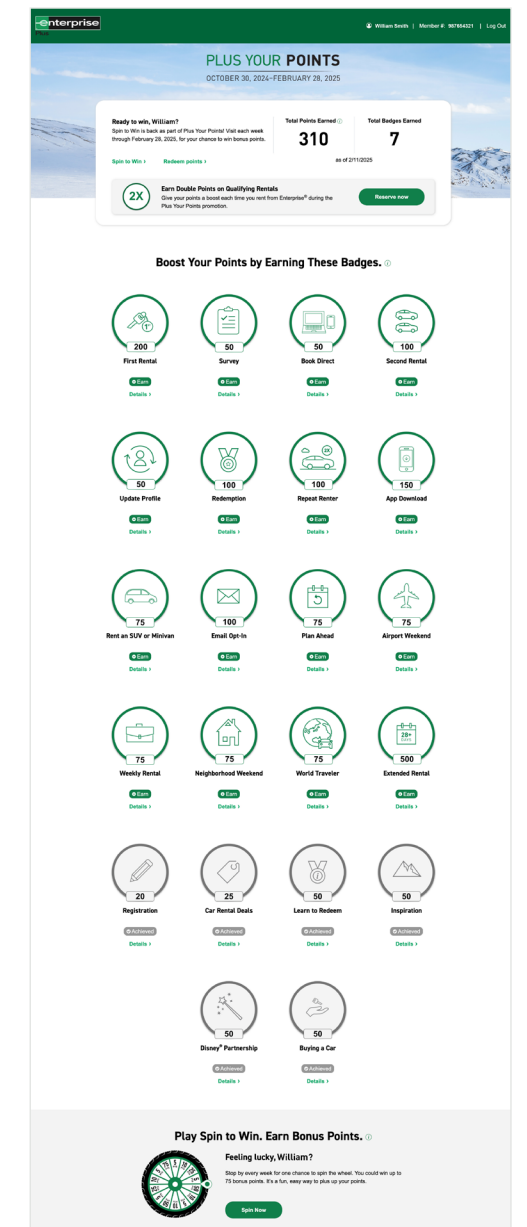 enterprise
Plus
William Smith | Member #: 987654321 | Log Out
PLUS YOUR POINTS
OCTOBER 30, 2024–FEBRUARY 28, 2025
Ready to win, William?
Spin to Win is back as part of Plus Your Points! Visit each week
through February 28, 2025, for your chance to win bonus points.
Spin to Win › Redeem points ›
Total Points Earned
310
Total Badges Earned
7
as of 2/11/2025
2X
Earn Double Points on Qualifying Rentals
Give your points a boost each time you rent from Enterprise® during the
Plus Your Points promotion.
Reserve now
Boost Your Points by Earning These Badges.
200 50 50 100
First Rental Survey Book Direct Second Rental
Earn Earn Earn Earn
Details › Details › Details › Details ›
2X
50 100 100 150
Update Profile Redemption Repeat Renter App Download
Earn Earn Earn Earn
Details › Details › Details › Details ›
75 100 75 75
Rent an SUV or Minivan Email Opt-In Plan Ahead Airport Weekend
Earn Earn Earn Earn
Details › Details › Details › Details ›
28+
75 75 75 500
Weekly Rental Neighborhood Weekend World Traveler Extended Rental
Earn Earn Earn Earn
Details › Details › Details › Details ›
20 25 50 50
Registration Car Rental Deals Learn to Redeem Inspiration
Achieved Achieved Achieved Achieved
Details › Details › Details › Details ›
50 50
Disney® Partnership Buying a Car
Achieved Achieved
Details › Details ›
Play Spin to Win. Earn Bonus Points.
Feeling lucky, William?
Stop by every week for one chance to spin the wheel. You could win up to
75 bonus points. It's a fun, easy way to plus up your points.
Spin Now